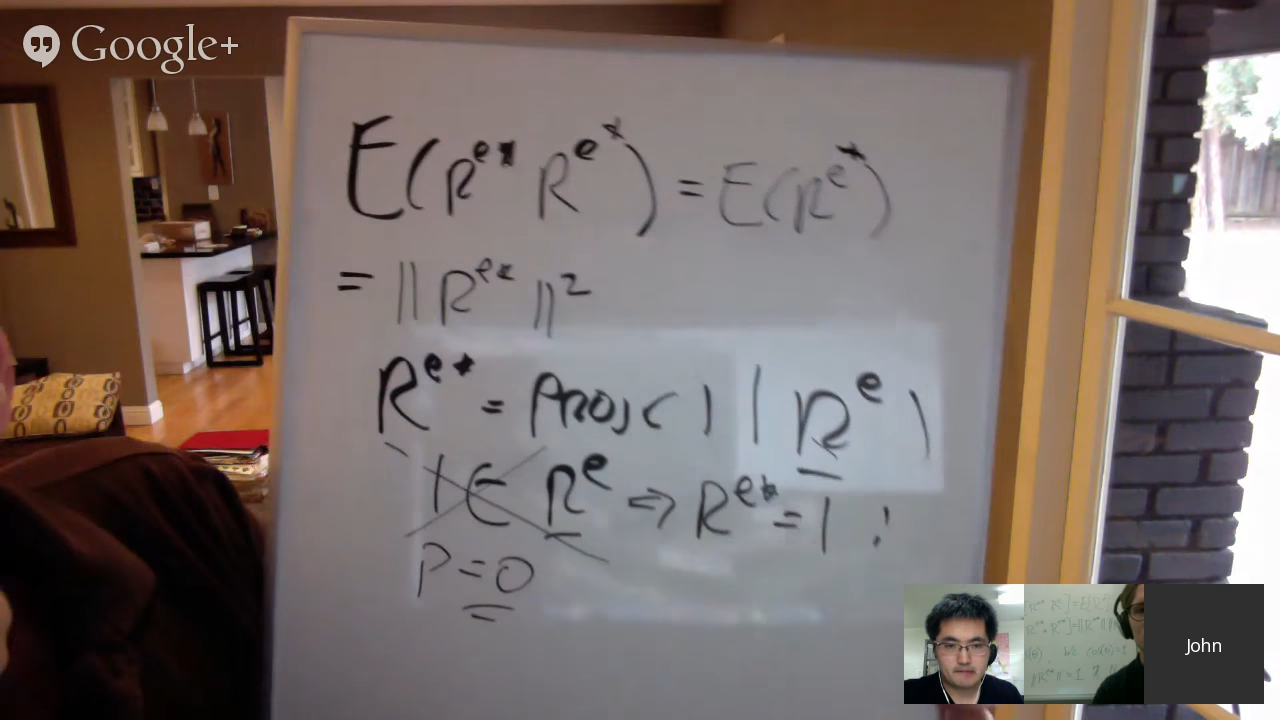 Google+
E(R^{e*} R^{e*}) = E(R^{e*})
= ||R^{e*}||²
R^{e*} = Proj(1 | R̲^e)
1 ∈ R̲^e ⇔ R^{e*} = 1 !
P = 0
John